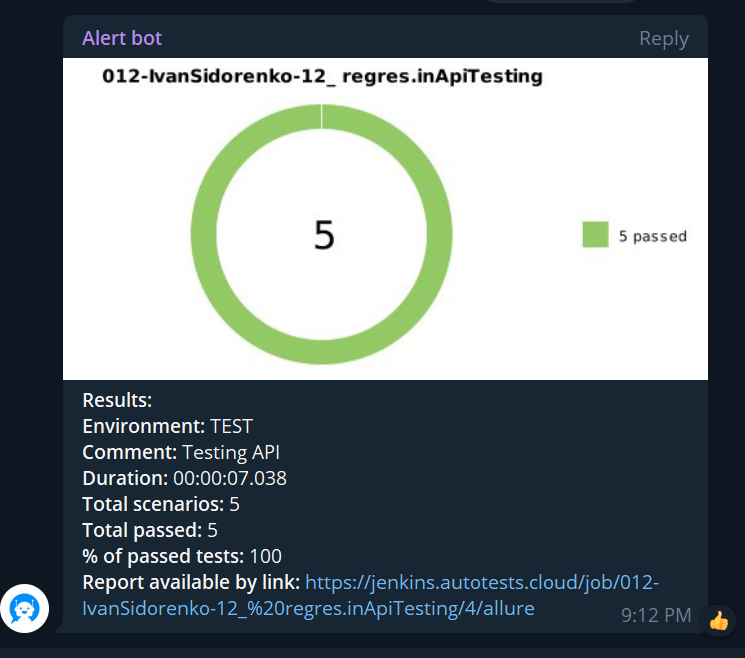 Alert bot
Reply
012-IvanSidorenko-12_ regres.inApiTesting
5
5 passed
Results:
Environment: TEST
Comment: Testing API
Duration: 00:00:07.038
Total scenarios: 5
Total passed: 5
% of passed tests: 100
Report available by link: https://jenkins.autotests.cloud/job/012-
IvanSidorenko-12_%20regres.inApiTesting/4/allure
9:12 PM